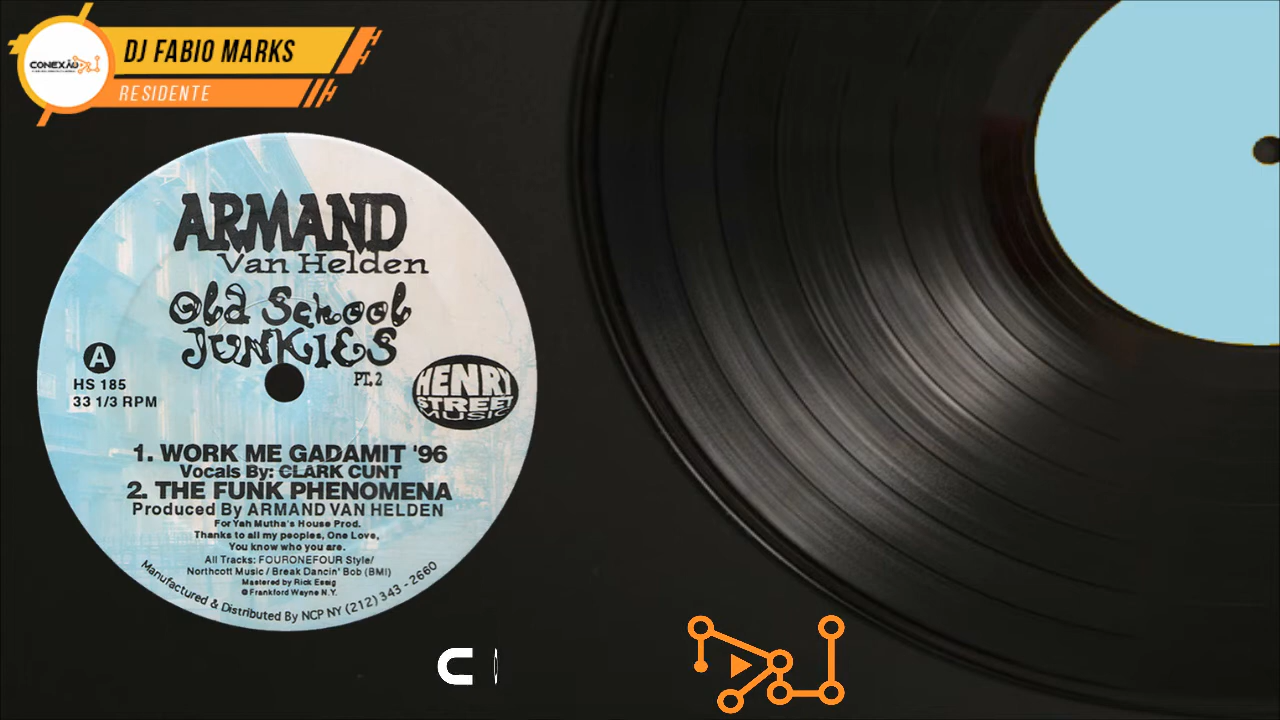 DJ FABIO MARKS
RESIDENTE
CONEXÃO
ARMAND
Van Helden
Old School
JUNKIES
PT. 2
A
HS 185
33 1/3 RPM
HENRY
STREET
MUSIC
1. WORK ME GADAMIT '96
Vocals By: CLARK CUNT
2. THE FUNK PHENOMENA
Produced By ARMAND VAN HELDEN
For Yah Mutha's House Prod.
Thanks to all my peoples, One Love,
You know who you are.
All Tracks: FOURONEFOUR Style/
Northcott Music / Break Dancin' Bob (BMI)
Mastered by Rick Essig
@ Frankford Wayne N.Y.
Manufactured & Distributed By NCP NY (212) 343 - 2660
C